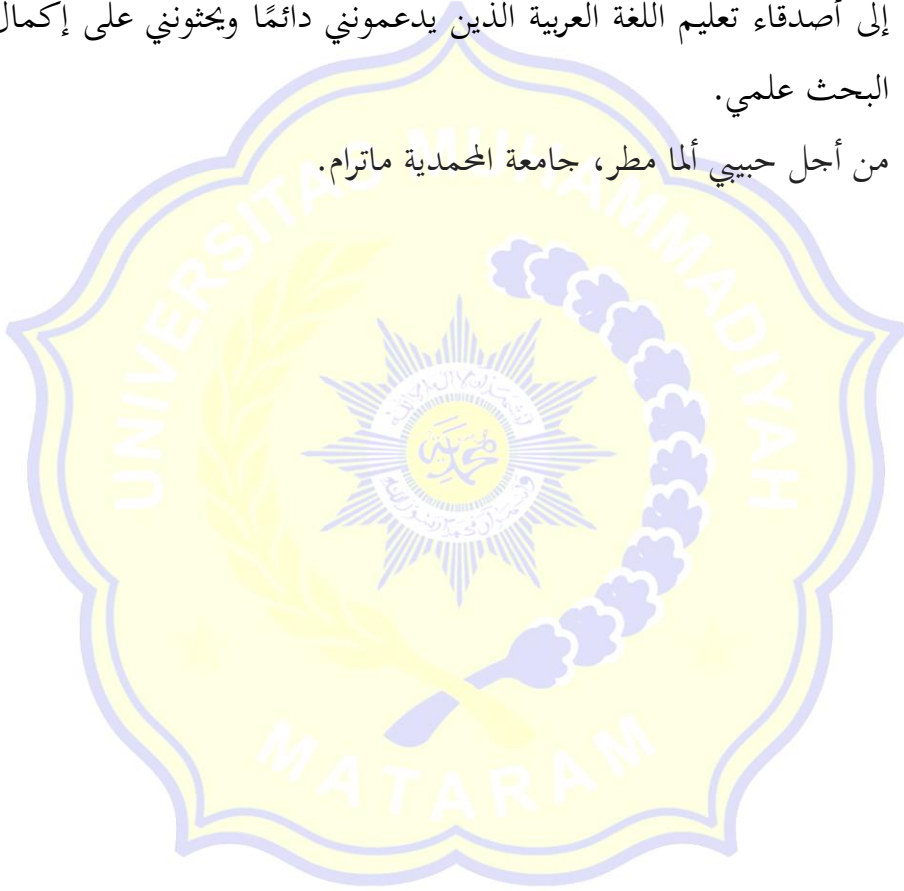 إلى أصدقاء تعليم اللغة العربية الذين يدعمونني دائمًا ويحثونني على إكمال
البحث علمي.
من أجل حبيبي ألما مطر، جامعة المحمدية ماترام.
UNIVERSITAS MUHAMMADIYAH
محمدية
MATARAM